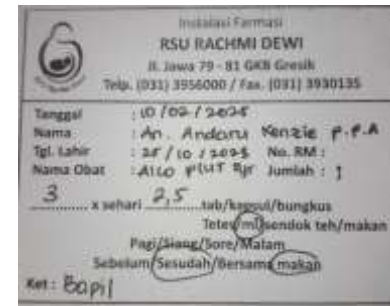 Instalasi Farmasi
RSU RACHMI DEWI
Jl. Jawa 79 - 81 GKB Gresik
Telp. (031) 3956000 / Fax. (031) 3930135
Tanggal : 10/02/2025
Nama : An. Andaru Kenzie P.P.A
Tgl. Lahir : 25/10/2023 No. RM :
Nama Obat : Alco plus syr Jumlah : 1
3 x sehari 2,5 tab/kapsul/bungkus
Tetes/ml/sendok teh/makan
Pagi/Siang/Sore/Malam
Sebelum/Sesudah/Bersama makan
Ket : Bapil